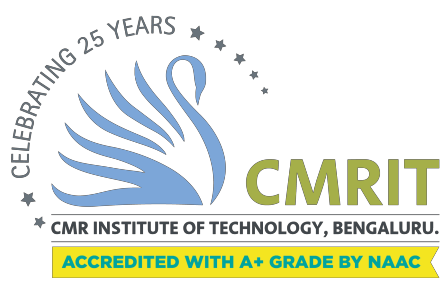 CELEBRATING 25 YEARS
CMRIT
CMR INSTITUTE OF TECHNOLOGY, BENGALURU.
ACCREDITED WITH A+ GRADE BY NAAC